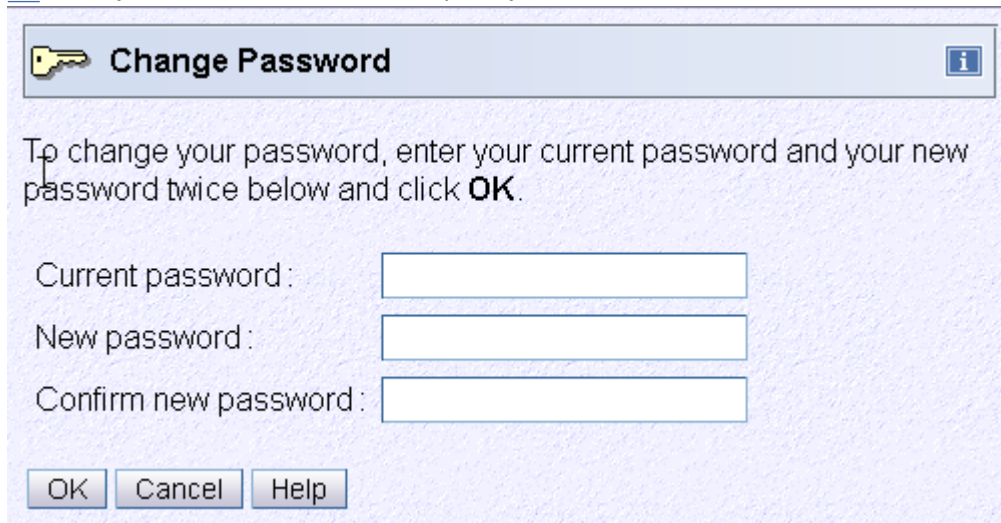 Change Password
i
To change your password, enter your current password and your new
password twice below and click OK.
Current password :
New password :
Confirm new password :
OK Cancel Help